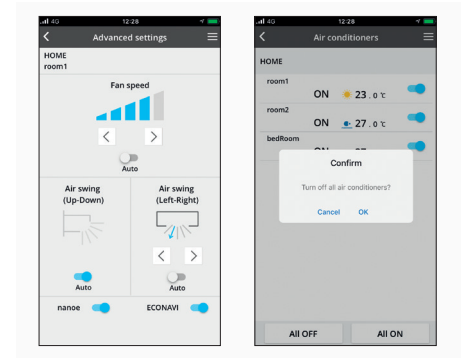 4G 12:28
Advanced settings
HOME
room1
Fan speed
Auto
Air swing
(Up-Down)
Air swing
(Left-Right)
Auto
Auto
nanoe
ECONAVI
4G 12:28
Air conditioners
HOME
room1
ON 23.0 ℃
room2
ON 27.0 ℃
bedRoom
Confirm
Turn off all air conditioners?
Cancel OK
All OFF All ON